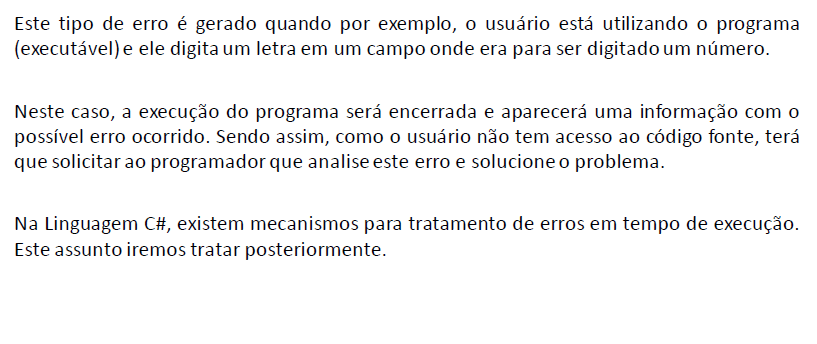 Este tipo de erro é gerado quando por exemplo, o usuário está utilizando o programa
(executável) e ele digita um letra em um campo onde era para ser digitado um número.
Neste caso, a execução do programa será encerrada e aparecerá uma informação com o
possível erro ocorrido. Sendo assim, como o usuário não tem acesso ao código fonte, terá
que solicitar ao programador que analise este erro e solucione o problema.
Na Linguagem C#, existem mecanismos para tratamento de erros em tempo de execução.
Este assunto iremos tratar posteriormente.